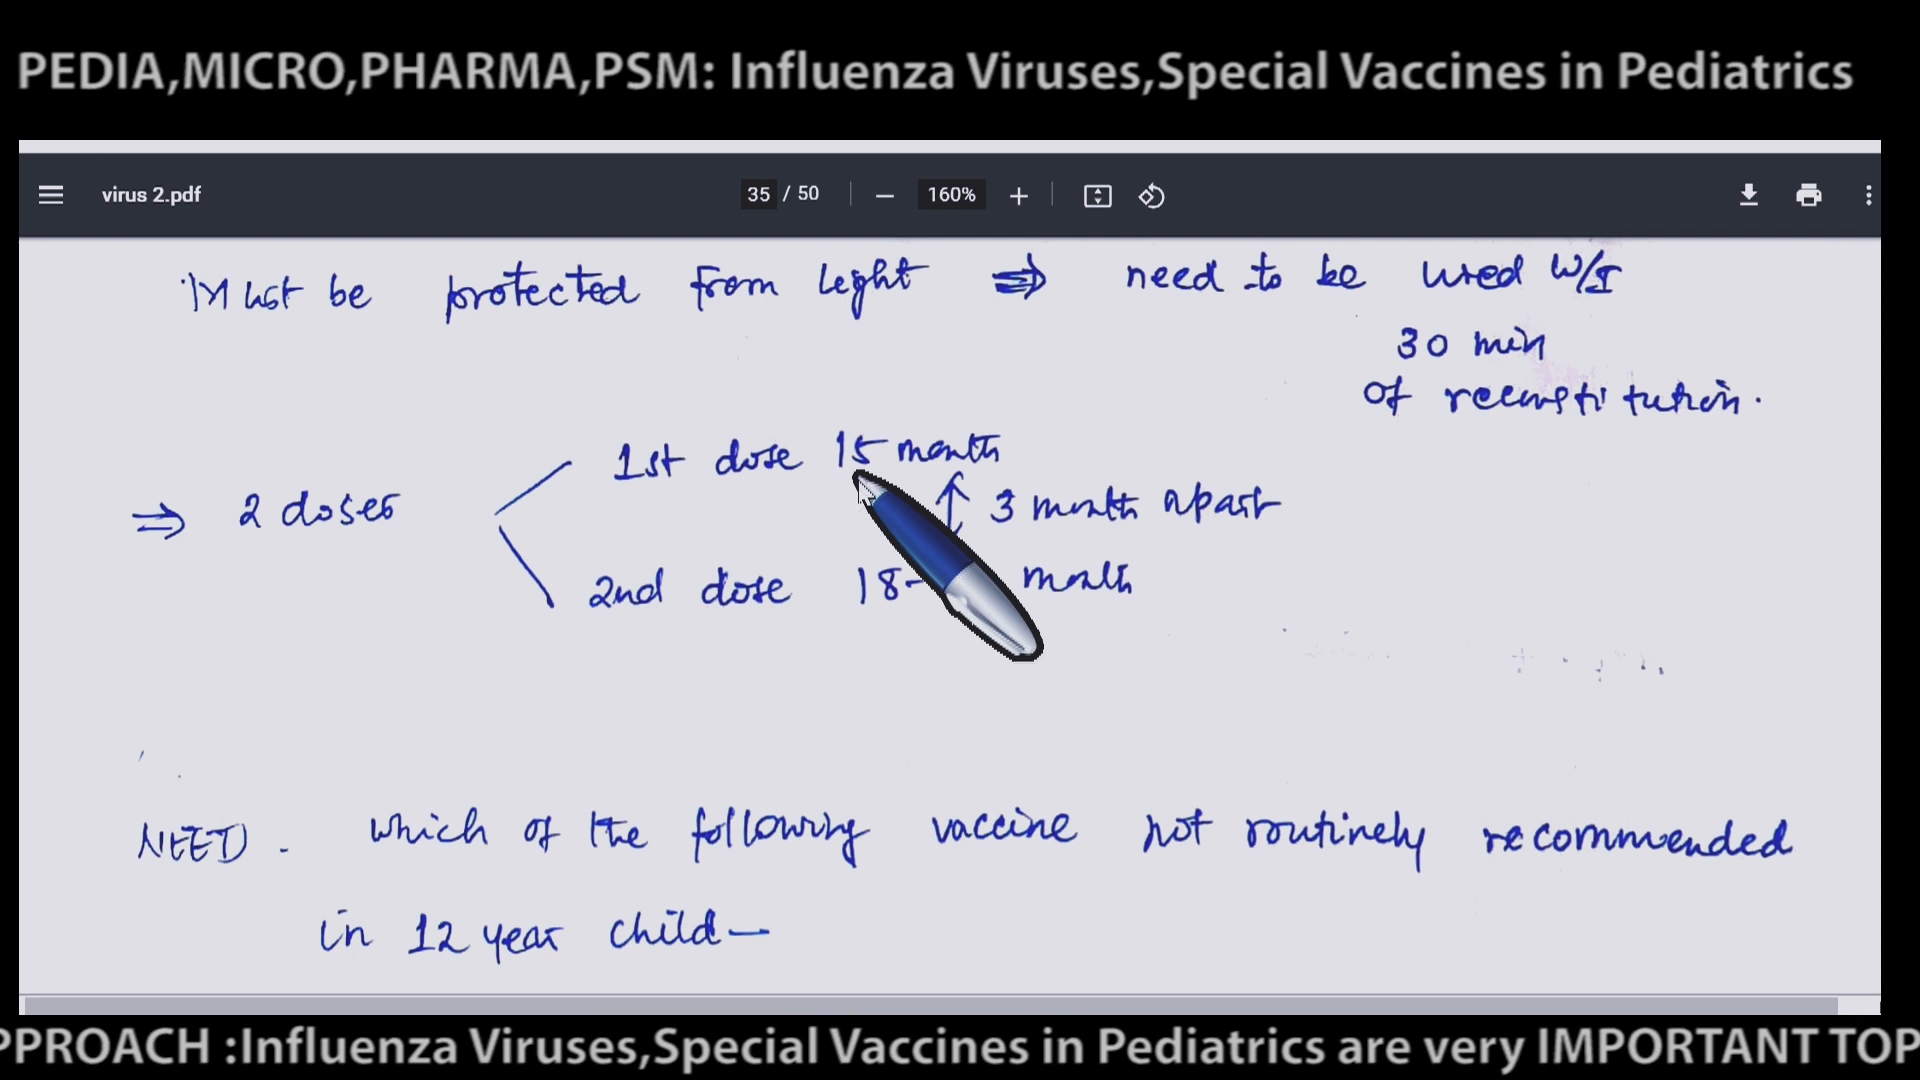 PEDIA,MICRO,PHARMA,PSM: Influenza Viruses,Special Vaccines in Pediatrics
virus 2.pdf 35 / 50 160%
Must be protected from light ⇒ need to be used W/I
30 min
of reconstitution.
1st dose 15 month
⇒ 2 doses 3 month apart
2nd dose 18- month
NEED. which of the following vaccine not routinely recommended
in 12 year child—
PPROACH :Influenza Viruses,Special Vaccines in Pediatrics are very IMPORTANT TOP